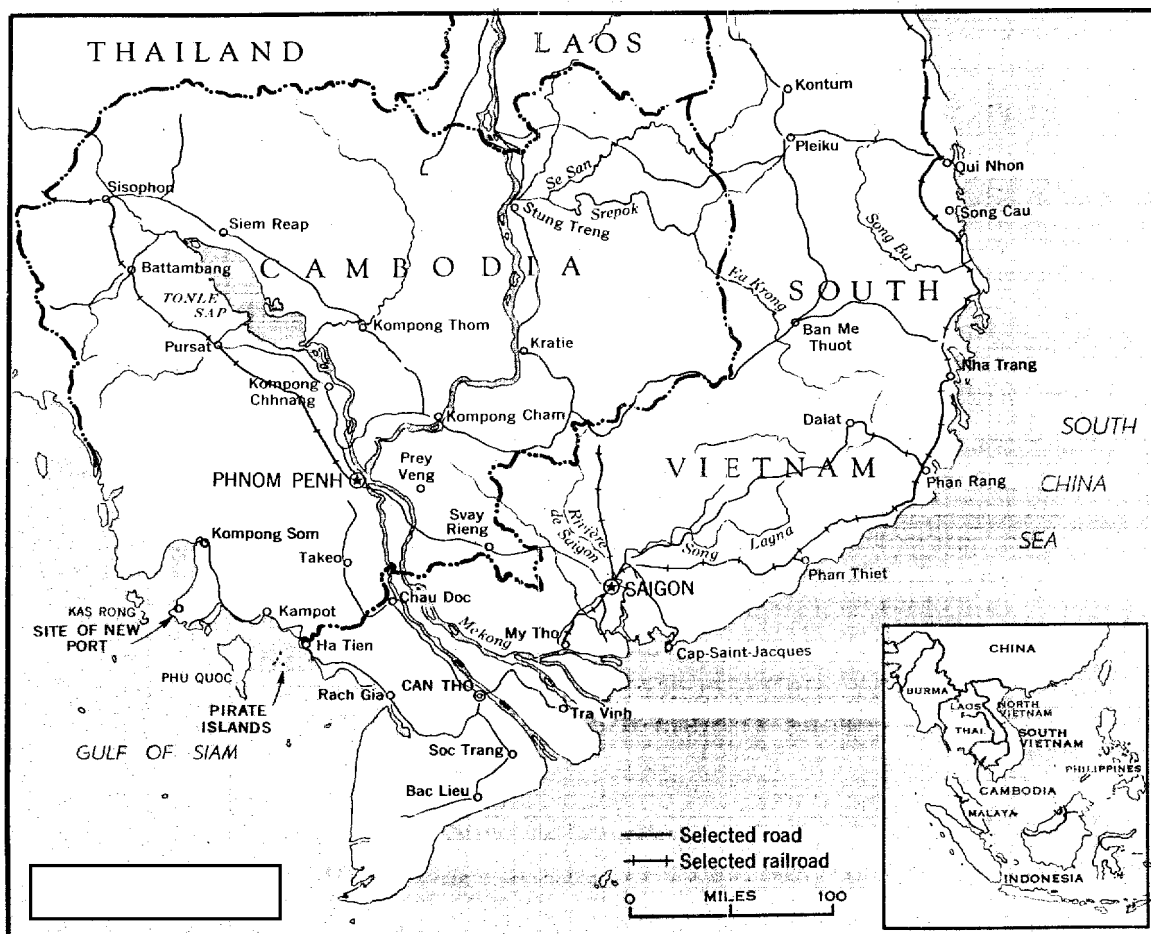 THAILAND
LAOS
Kontum
Pleiku
Qui Nhon
Se San
Sisophon
Srepok
Stung Treng
Song Cau
Siem Reap
Song Ba
Battambang
CAMBODIA
TONLE
SAP
Ea Krong
SOUTH
Kompong Thom
Ban Me
Thuot
Pursat
Kratie
Nha Trang
Kompong
Chhnang
Kompong Cham
Dalat
SOUTH
Prey
Veng
VIETNAM
PHNOM PENH
Phan Rang
CHINA
Svay
Rieng
Rivière
de Saigon
Song
Lagna
SEA
Kompong Som
Takeo
Phan Thiet
SAIGON
KAS RONG
SITE OF NEW
PORT
Kampot
Chau Doc
Mekong
My Tho
Ha Tien
Cap-Saint-Jacques
PHU QUOC
Rach Gia
CAN THO
PIRATE
ISLANDS
Tra Vinh
GULF OF SIAM
Soc Trang
Bac Lieu
Selected road
Selected railroad
0 MILES 100
CHINA
BURMA
LAOS
NORTH
VIETNAM
THAI.
SOUTH
VIETNAM
PHILIPPINES
CAMBODIA
MALAYA
INDONESIA